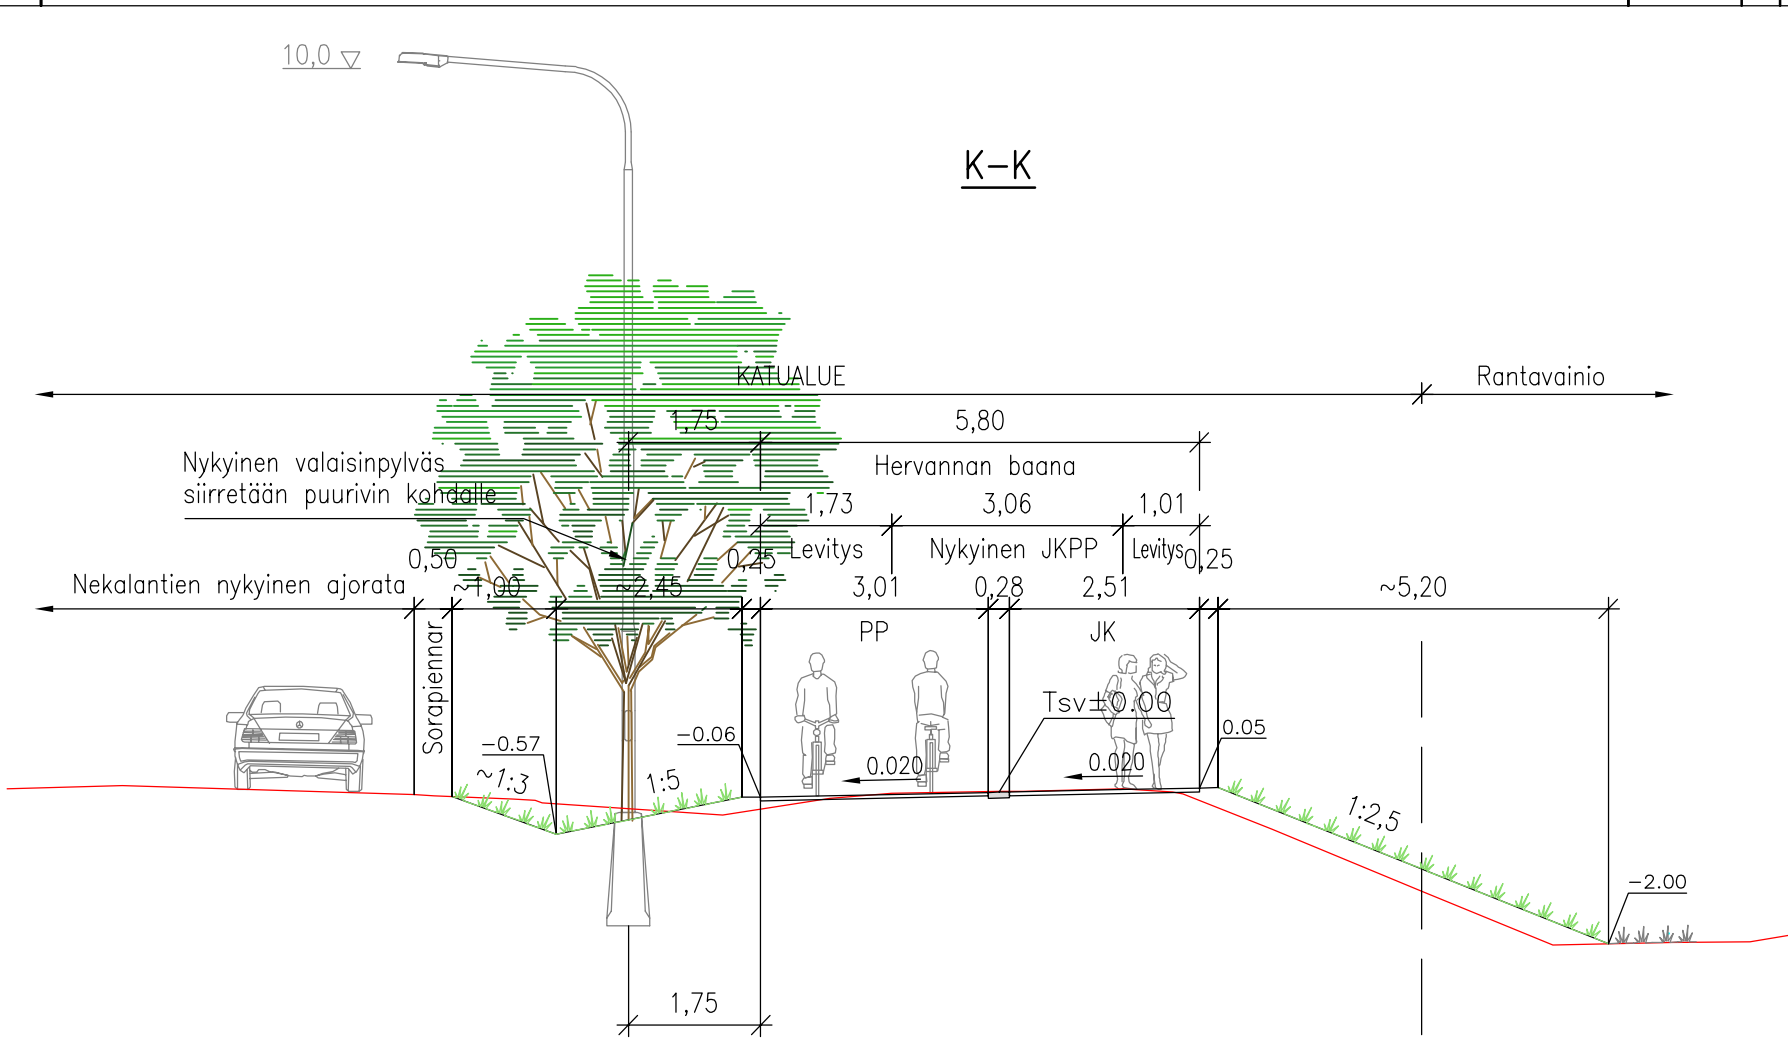 10,0
K-K
KATUALUE
Rantavainio
1,75
5,80
Nykyinen valaisinpylväs
siirretään puurivin kohdalle
Hervannan baana
1,73
3,06
1,01
Levitys
Nykyinen JKPP
Levitys
0,50
0,25
0,25
Nekalantien nykyinen ajorata
~1,00
~2,45
3,01
0,28
2,51
~5,20
PP
JK
Sorapiennar
Tsv±0.00
-0.57
-0.06
0.05
~1:3
1:5
0.020
0.020
1:2,5
-2.00
1,75